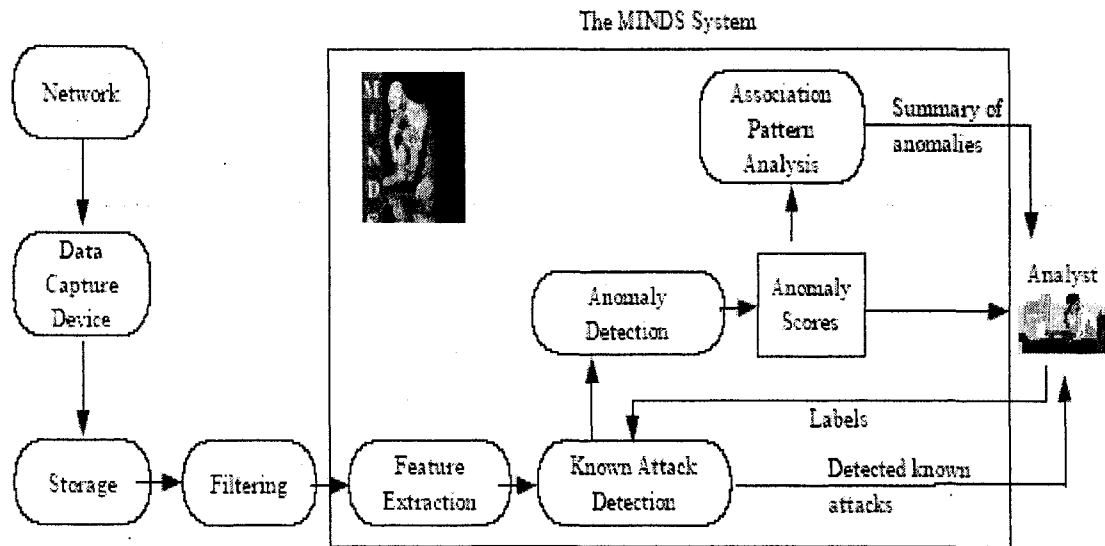 The MINDS System
Network
M
I
N
D
S
Association
Pattern
Analysis
Summary of
anomalies
Data
Capture
Device
Anomaly
Detection
Anomaly
Scores
Analyst
Labels
Storage
Filtering
Feature
Extraction
Known Attack
Detection
Detected known
attacks